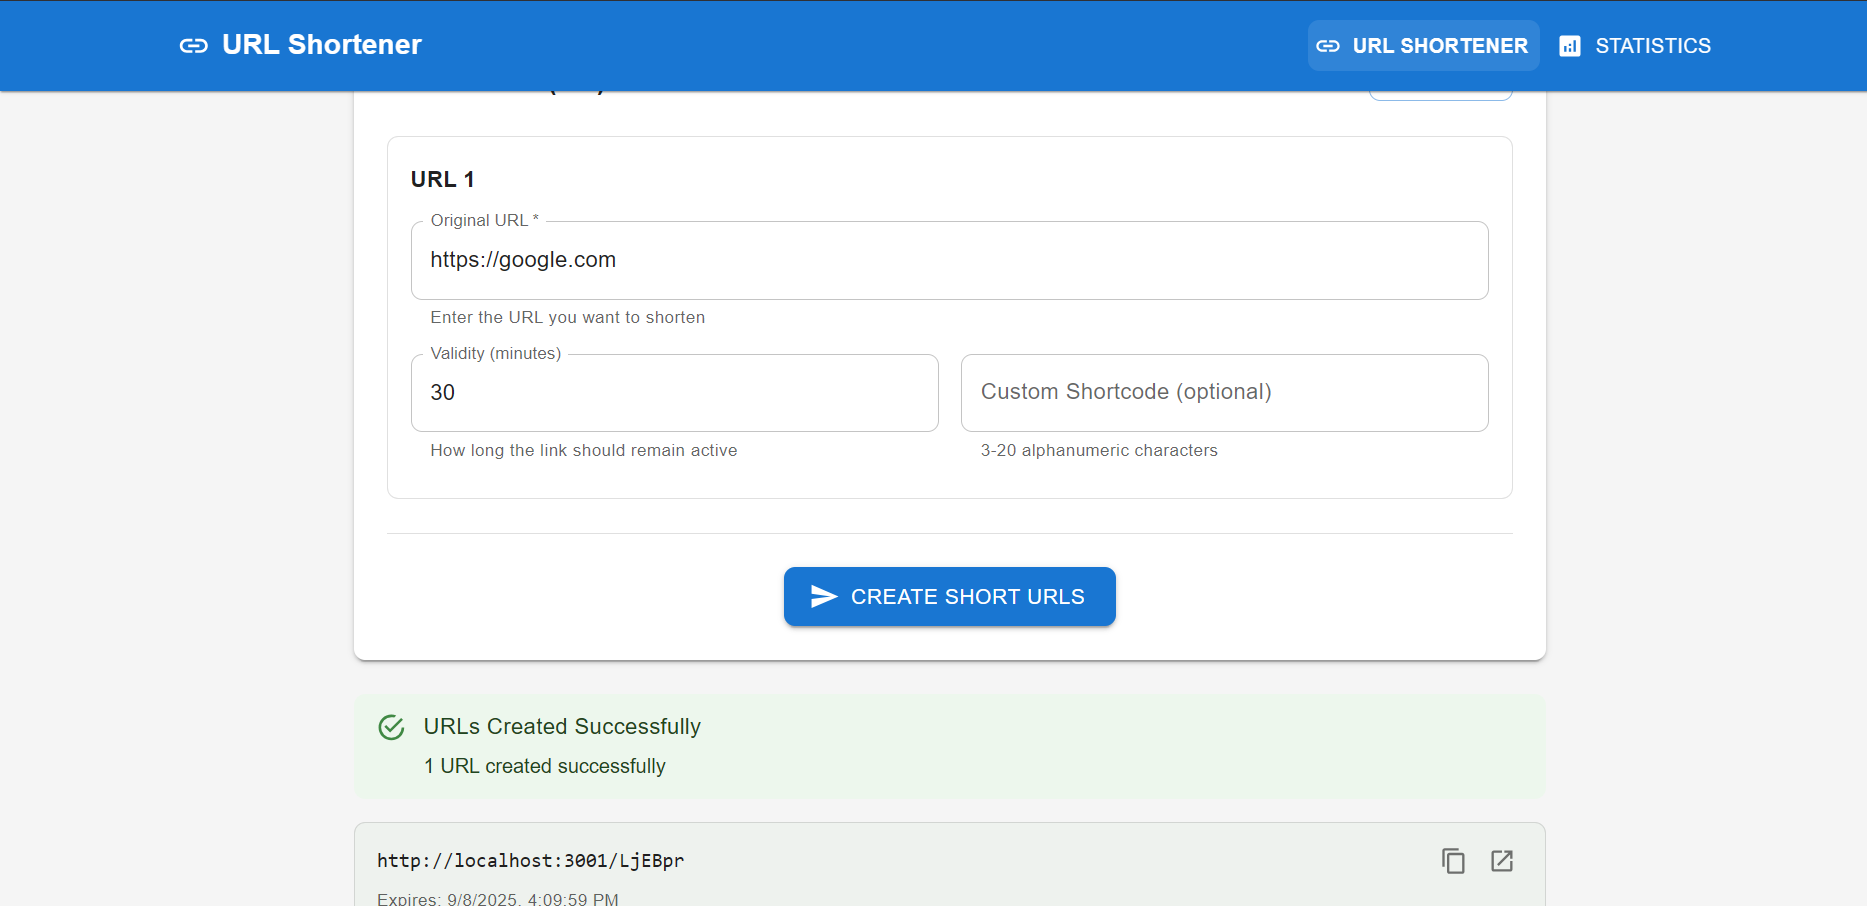 URL Shortener
URL SHORTENER
STATISTICS
URL 1
Original URL *
https://google.com
Enter the URL you want to shorten
Validity (minutes)
30
How long the link should remain active
Custom Shortcode (optional)
3-20 alphanumeric characters
CREATE SHORT URLS
URLs Created Successfully
1 URL created successfully
http://localhost:3001/LjEBpr
Expires: 9/8/2025, 4:09:59 PM